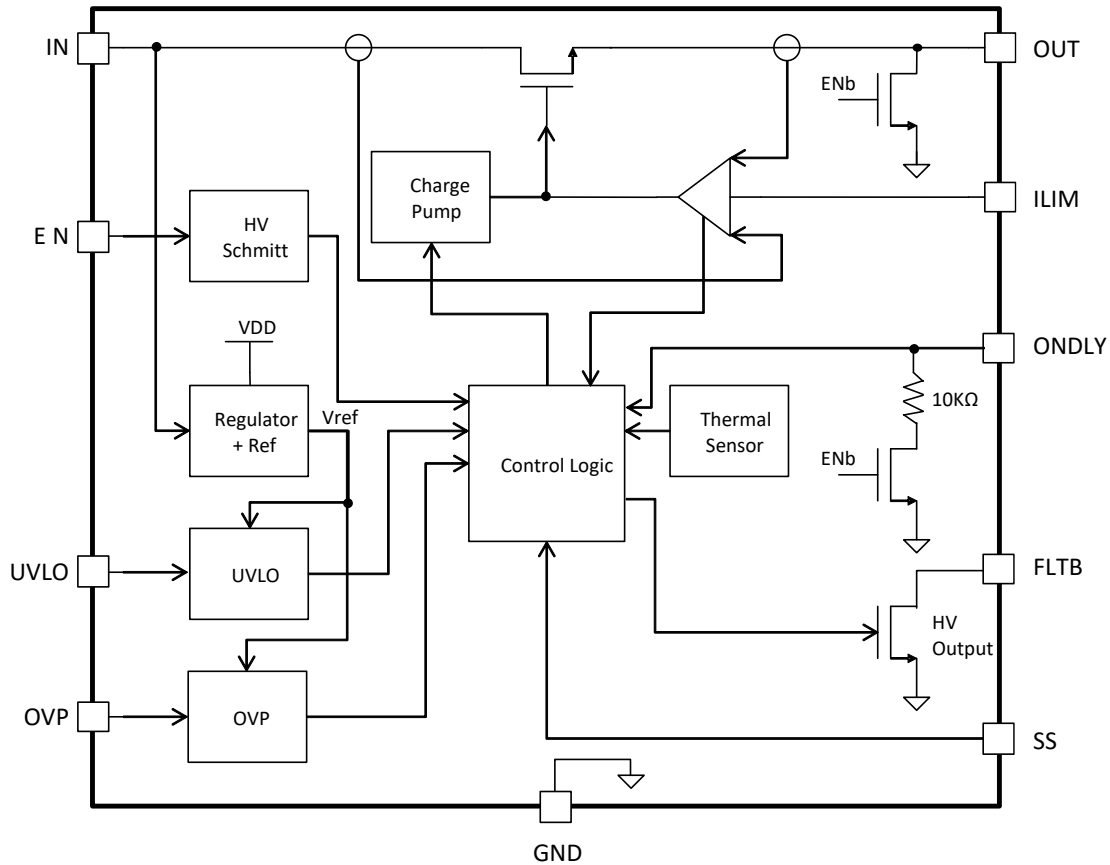 IN
OUT
ENb
Charge
Pump
ILIM
E N
HV
Schmitt
VDD
ONDLY
10KΩ
Regulator
+ Ref
Vref
Control Logic
Thermal
Sensor
ENb
UVLO
UVLO
FLTB
HV
Output
OVP
OVP
SS
GND